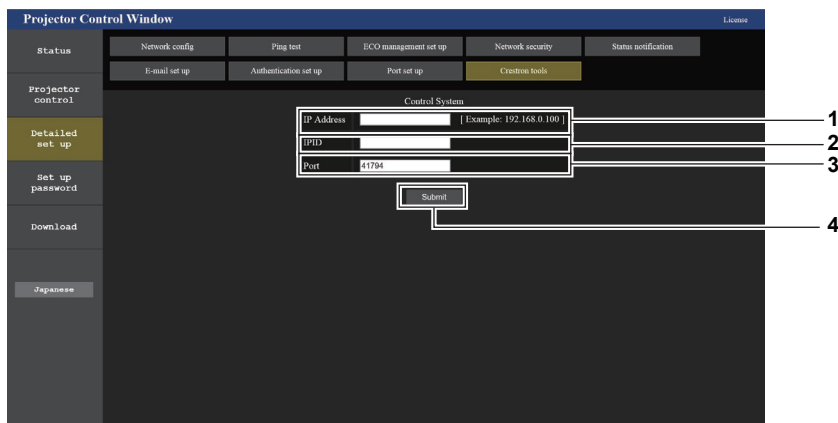 Projector Control Window License
Status
Network config Ping test ECO management set up Network security Status notification
E-mail set up Authentication set up Port set up Crestron tools
Projector
control
Control System
IP Address [ Example: 192.168.0.100 ] 1
Detailed
set up
IPID 2
Port 41794 3
Set up
password
Submit
Download
4
Japanese